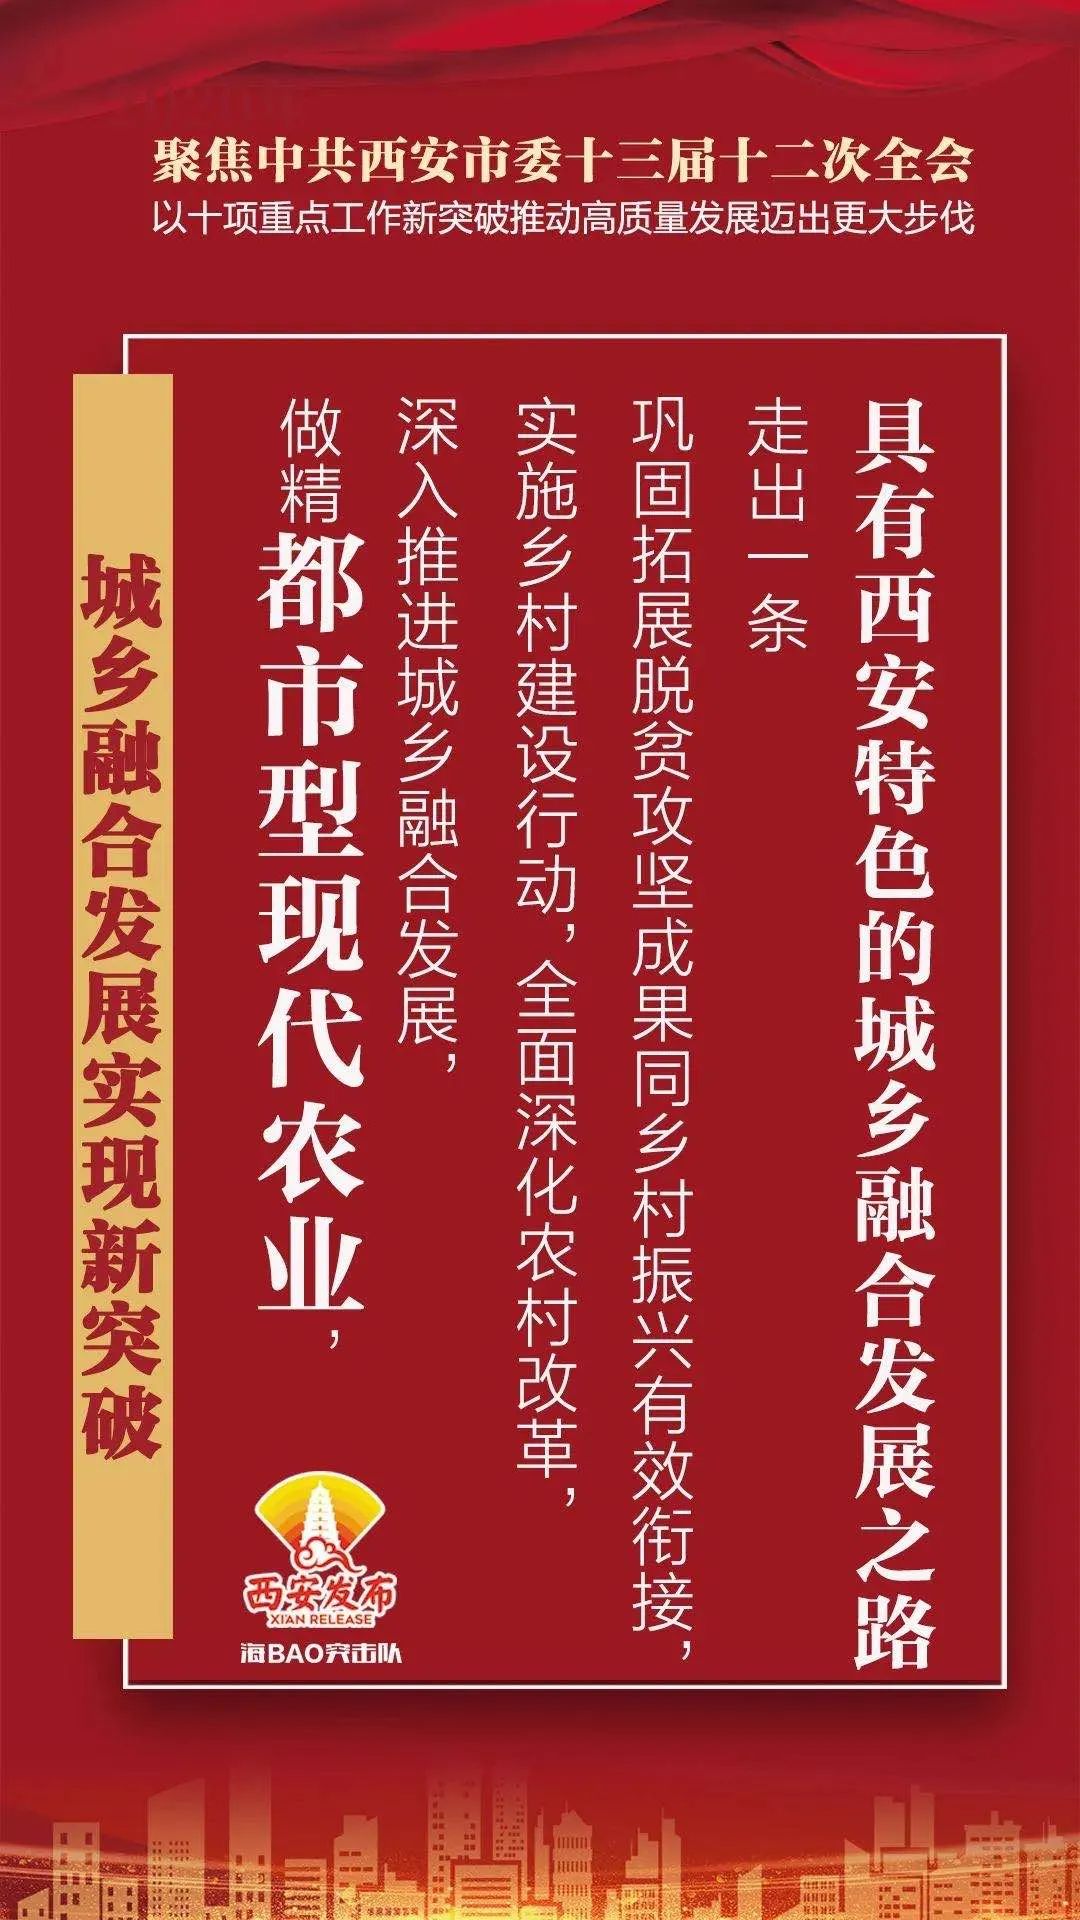 聚焦中共西安市委十三届十二次全会
以十项重点工作新突破推动高质量发展迈出更大步伐
城乡融合发展实现新突破
做精都市型现代农业，
深入推进城乡融合发展，
实施乡村建设行动，全面深化农村改革，
巩固拓展脱贫攻坚成果同乡村振兴有效衔接，
走出一条
具有西安特色的城乡融合发展之路
西安发布
XIAN RELEASE
海BAO突击队